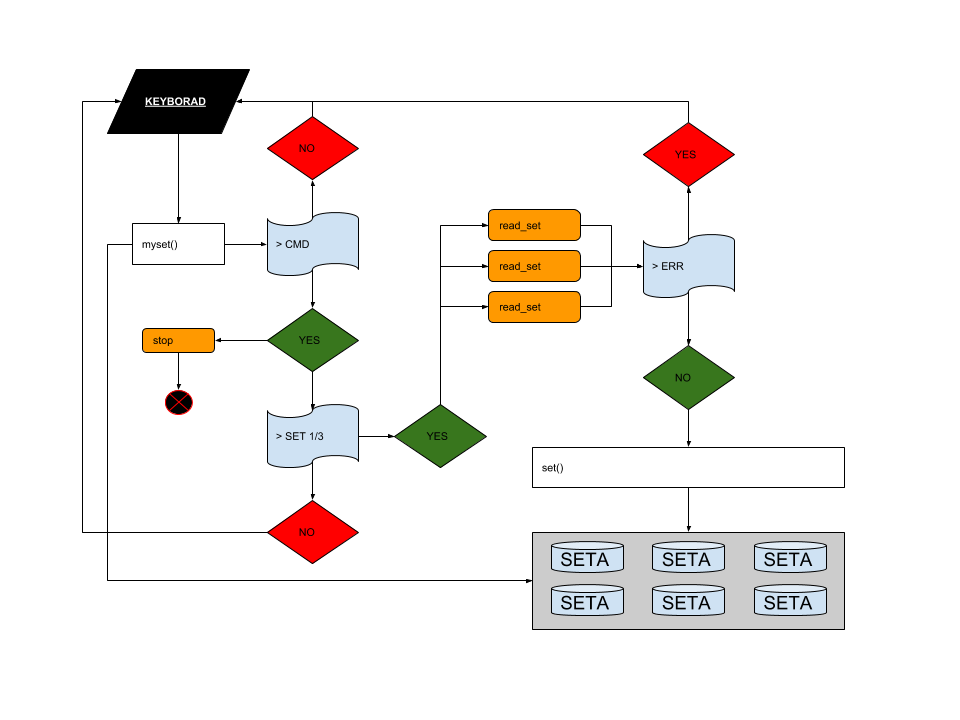 KEYBORAD
NO
YES
read_set
myset()
> CMD
read_set
> ERR
read_set
stop
YES
NO
> SET 1/3
YES
set()
NO
SETA SETA SETA
SETA SETA SETA